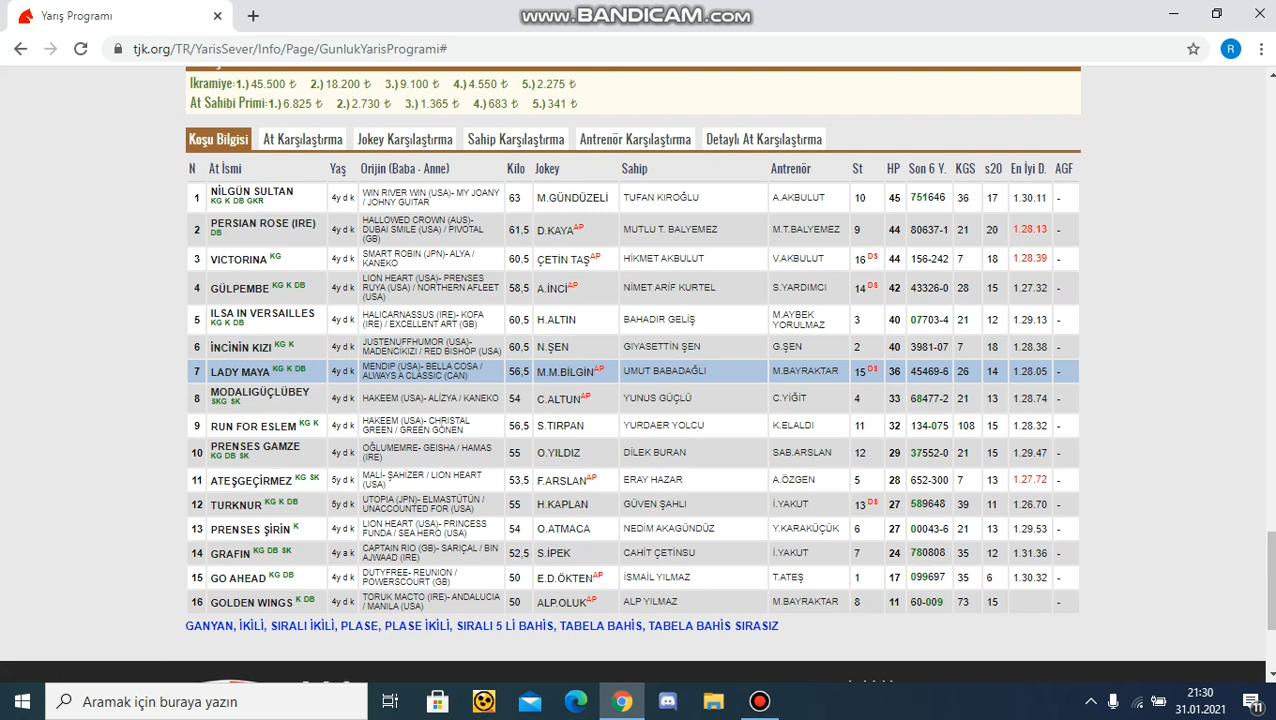 Yarış Programı
www.BANDICAM.com
tjk.org/TR/YarisSever/Info/Page/GunlukYarisProgrami#
R
İkramiye:1.) 45.500 ₺ 2.) 18.200 ₺ 3.) 9.100 ₺ 4.) 4.550 ₺ 5.) 2.275 ₺
At Sahibi Primi:1.) 6.825 ₺ 2.) 2.730 ₺ 3.) 1.365 ₺ 4.) 683 ₺ 5.) 341 ₺
Koşu Bilgisi At Karşılaştırma Jokey Karşılaştırma Sahip Karşılaştırma Antrenör Karşılaştırma Detaylı At Karşılaştırma
N At İsmi Yaş Orijin (Baba - Anne) Kilo Jokey Sahip Antrenör St HP Son 6 Y. KGS s20 En İyi D. AGF
1 NİLGÜN SULTAN KG K DB GKR 4y d k WIN RIVER WIN (USA)- MY JOANY / JOHNY GUITAR 63 M.GÜNDÜZELİ TUFAN KIROĞLU A.AKBULUT 10 45 751646 36 17 1.30.11 -
2 PERSIAN ROSE (IRE) DB 4y d k HALLOWED CROWN (AUS)- DUBAI SMILE (USA) / PIVOTAL (GB) 61,5 D.KAYA AP MUTLU T. BALYEMEZ M.T.BALYEMEZ 9 44 80637-1 21 20 1.28.13 -
3 VICTORINA KG 4y d k SMART ROBIN (JPN)- ALYA / KANEKO 60,5 ÇETİN TAŞ AP HİKMET AKBULUT V.AKBULUT 16 DS 44 156-242 7 18 1.28.39 -
4 GÜLPEMBE KG K DB 4y d k LION HEART (USA)- PRENSES RUYA (USA) / NORTHERN AFLEET (USA) 58,5 A.İNCİ AP NİMET ARİF KURTEL S.YARDIMCI 14 DS 42 43326-0 28 15 1.27.32 -
5 ILSA IN VERSAILLES KG K DB 4y d k HALICARNASSUS (IRE)- KOFA (IRE) / EXCELLENT ART (GB) 60,5 H.ALTIN BAHADIR GELİŞ M.AYBEK YORULMAZ 3 40 07703-4 21 12 1.29.13 -
6 İNCİNİN KIZI KG K 4y d k JUSTENUFFHUMOR (USA)- MADENCİKIZI / RED BISHOP (USA) 60,5 N.ŞEN GIYASETTİN ŞEN G.ŞEN 2 40 3981-07 7 18 1.28.38 -
7 LADY MAYA KG K DB 4y d k MENDIP (USA)- BELLA COSA / ALWAYS A CLASSIC (CAN) 56,5 M.M.BİLGİN AP UMUT BABADAĞLI M.BAYRAKTAR 15 DS 36 45469-6 26 14 1.28.05 -
8 MODALIGÜÇLÜBEY SKG SK 4y d k HAKEEM (USA)- ALİZYA / KANEKO 54 C.ALTUN AP YUNUS GÜÇLÜ C.YİĞİT 4 33 68477-2 21 13 1.28.74 -
9 RUN FOR ESLEM KG K 4y d k HAKEEM (USA)- CHRISTAL GREEN / GREEN GÖNEN 56,5 S.TIRPAN YURDAER YOLCU K.ELALDI 11 32 134-075 108 15 1.28.32 -
10 PRENSES GAMZE KG DB SK 4y d k OĞLUMEMRE- GEISHA / HAMAS (IRE) 55 O.YILDIZ DİLEK BURAN SAB.ARSLAN 12 29 37552-0 21 15 1.29.47 -
11 ATEŞGEÇİRMEZ KG SK 5y d k MALİ- ŞAHİZER / LION HEART (USA) 53,5 F.ARSLAN AP ERAY HAZAR A.ÖZGEN 5 28 652-300 7 13 1.27.72 -
12 TURKNUR KG K DB 5y d k UTOPIA (JPN)- ELMASTÜTÜN / UNACCOUNTED FOR (USA) 54 H.KAPLAN GÜVEN ŞAHLI İ.YAKUT 13 DS 27 589648 39 11 1.26.70 -
13 PRENSES ŞİRİN K 4y d k LION HEART (USA)- PRINCESS FUNDA / SEA HERO (USA) 54 O.ATMACA NEDİM AKAGÜNDÜZ Y.KARAKÜÇÜK 6 27 00043-6 21 13 1.29.53 -
14 GRAFIN KG DB SK 4y a k CAPTAIN RIO (GB)- SARIÇAL / BIN AJWAAD (IRE) 52,5 S.İPEK CAHİT ÇETİNSU İ.YAKUT 7 24 780808 35 12 1.31.36 -
15 GO AHEAD KG DB 4y d k DUTYFREE- REUNION / POWERSCOURT (GB) 50 E.D.ÖKTEN AP İSMAİL YILMAZ T.ATEŞ 1 17 099697 35 6 1.30.32 -
16 GOLDEN WINGS K DB 4y d k TORUK MACTO (IRE)- ANDALUCIA / MANILA (USA) 50 ALP.OLUK AP ALP YILMAZ M.BAYRAKTAR 8 11 60-009 73 15 -
GANYAN, İKİLİ, SIRALI İKİLİ, PLASE, PLASE İKİLİ, SIRALI 5 Lİ BAHİS, TABELA BAHİS, TABELA BAHİS SIRASIZ
Aramak için buraya yazın
21:30
31.01.2021
11